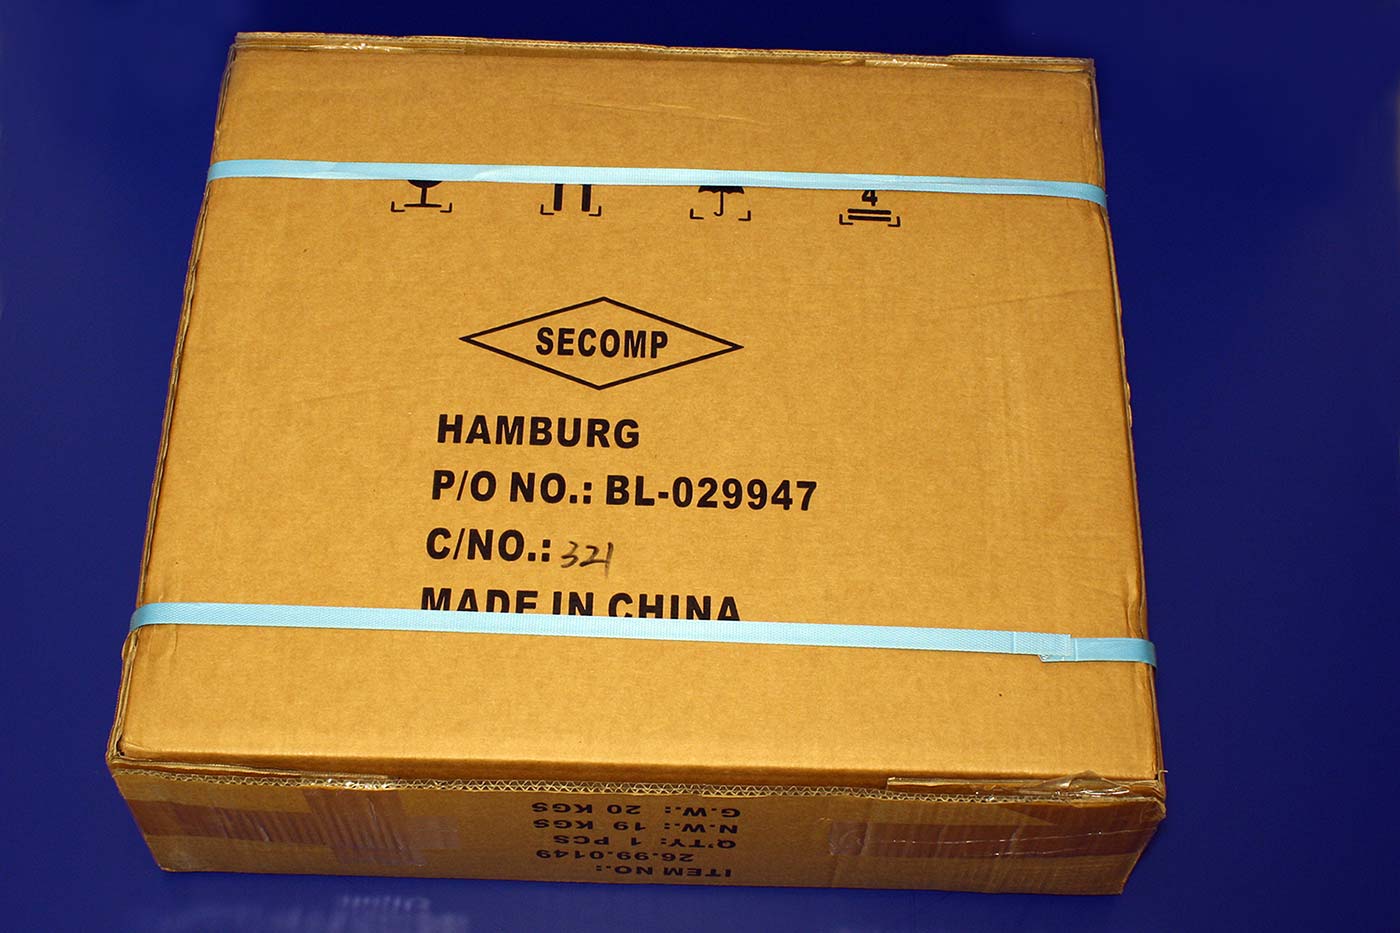 4
SECOMP
HAMBURG
P/O NO.: BL-029947
C/NO.: 321
MADE IN CHINA
ITEM NO.:
26.99.0149
Q'TY: 1 PCS
N.W.: 19 KGS
G.W.: 20 KGS